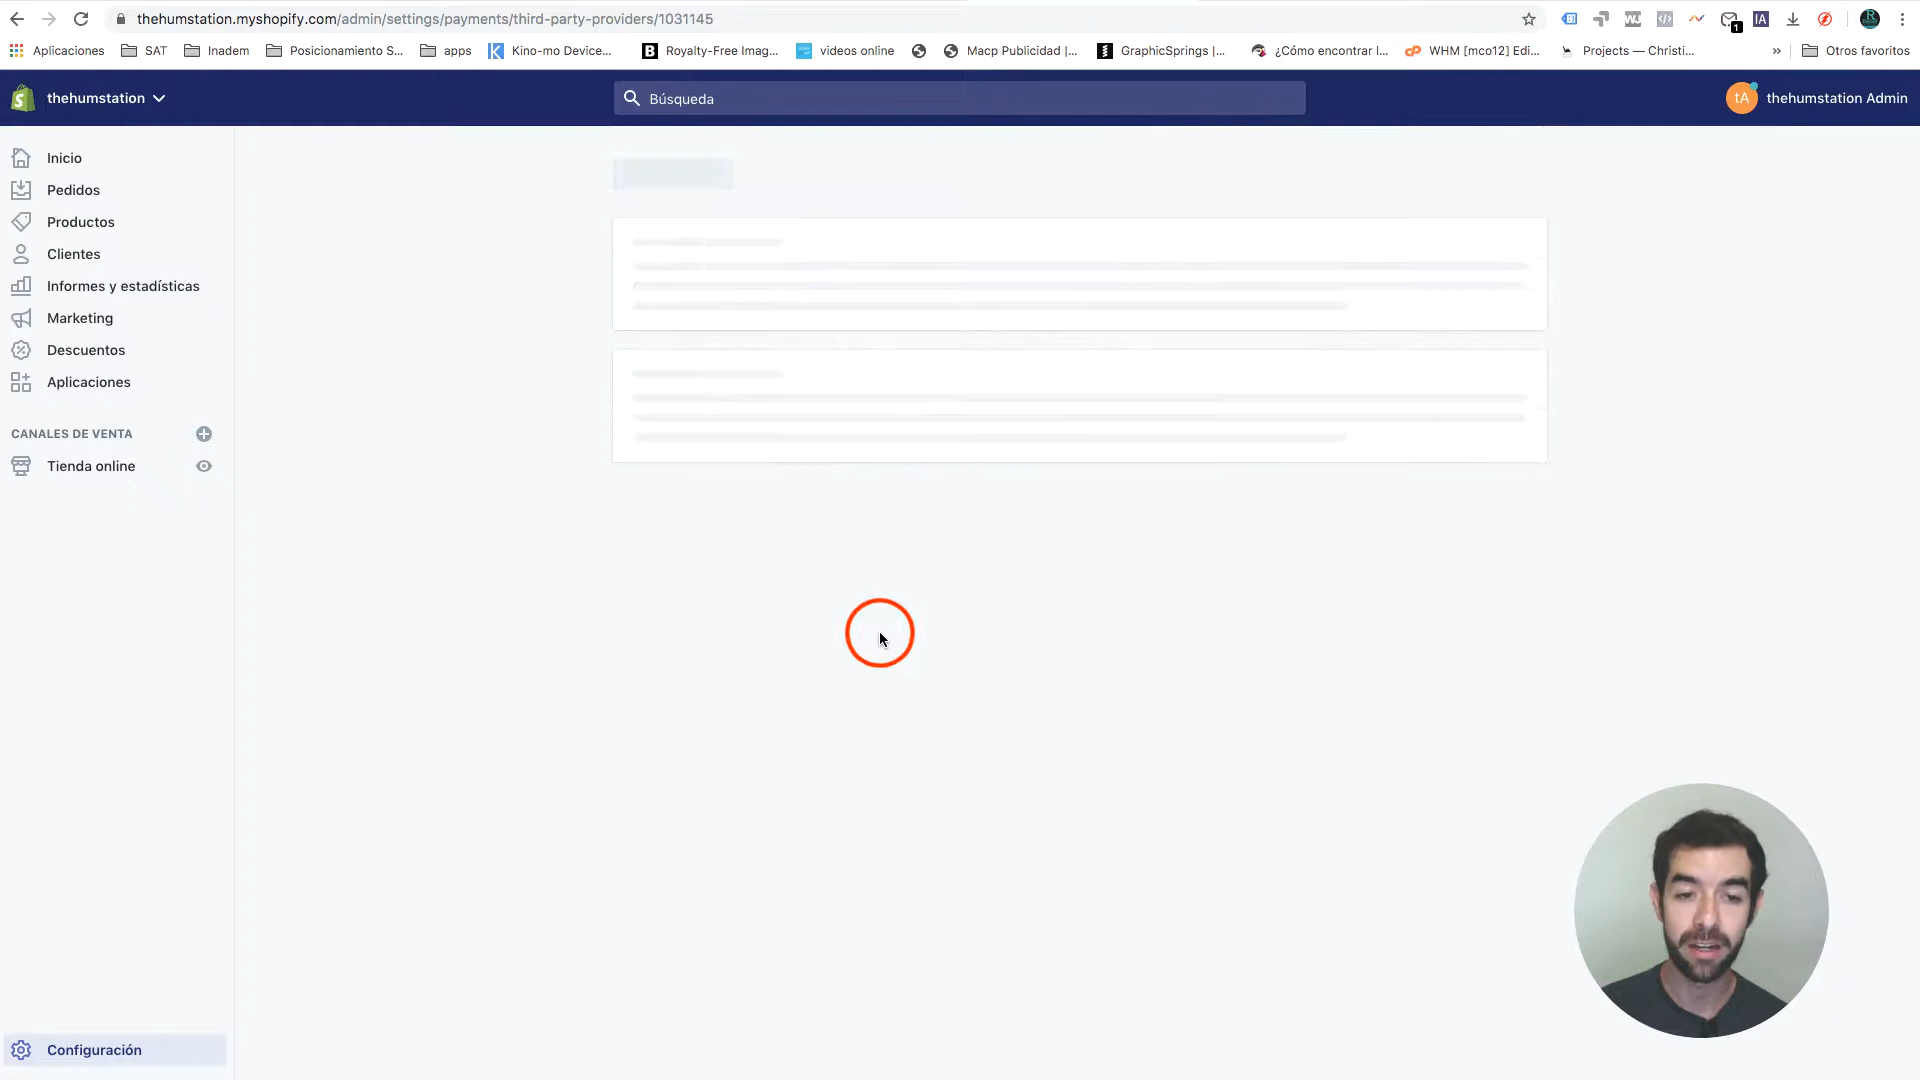 thehumstation.myshopify.com/admin/settings/payments/third-party-providers/1031145
1
Aplicaciones SAT Inadem Posicionamiento S... apps Kino-mo Device... Royalty-Free Imag... videos online Macp Publicidad |... GraphicSprings |... ¿Cómo encontrar l... WHM [mco12] Edi... Projects — Christi... » Otros favoritos
thehumstation
Búsqueda
tA thehumstation Admin
Inicio
Pedidos
Productos
Clientes
Informes y estadísticas
Marketing
Descuentos
Aplicaciones
CANALES DE VENTA
Tienda online
Configuración